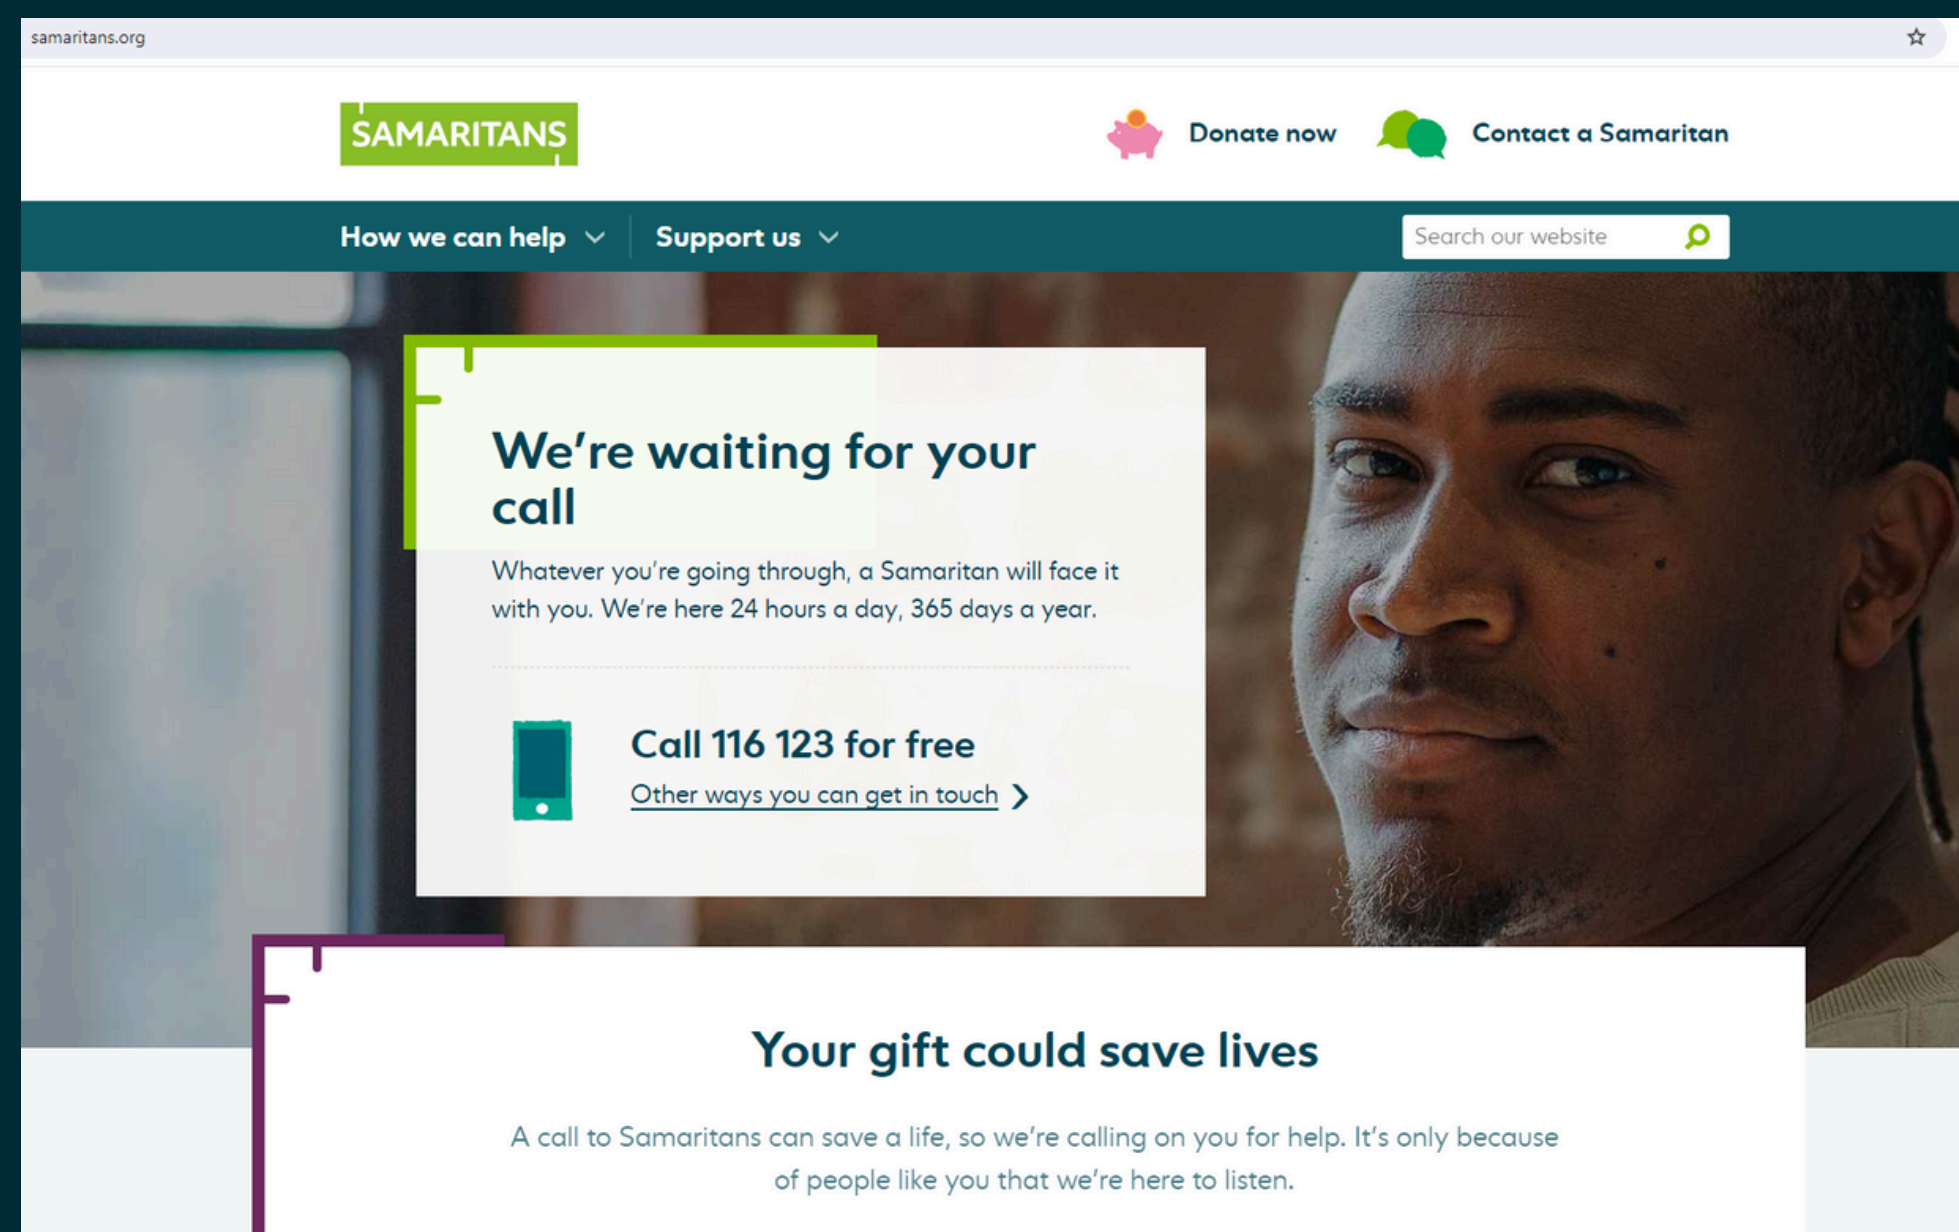 samaritans.org
SAMARITANS
Donate now
Contact a Samaritan
How we can help
Support us
Search our website
We're waiting for your
call
Whatever you're going through, a Samaritan will face it
with you. We're here 24 hours a day, 365 days a year.
Call 116 123 for free
Other ways you can get in touch
Your gift could save lives
A call to Samaritans can save a life, so we're calling on you for help. It's only because
of people like you that we're here to listen.